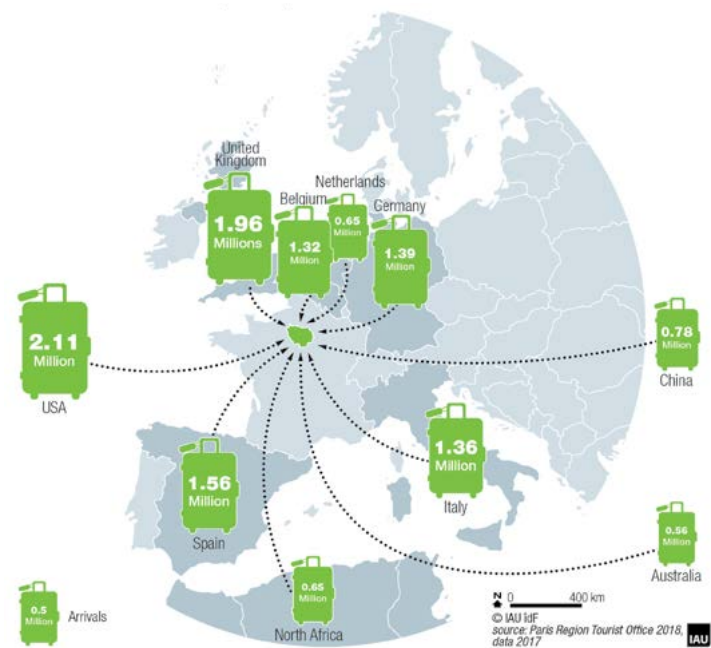 United
Kingdom
1.96
Millions
Belgium
1.32
Million
Netherlands
0.65
Million
Germany
1.39
Million
2.11
Million
USA
0.78
Million
China
1.56
Million
Spain
1.36
Million
Italy
0.65
Million
North Africa
0.56
Million
Australia
0.5
Million
Arrivals
N 0 400 km
© IAU îdF
source: Paris Region Tourist Office 2018,
data 2017
IAU